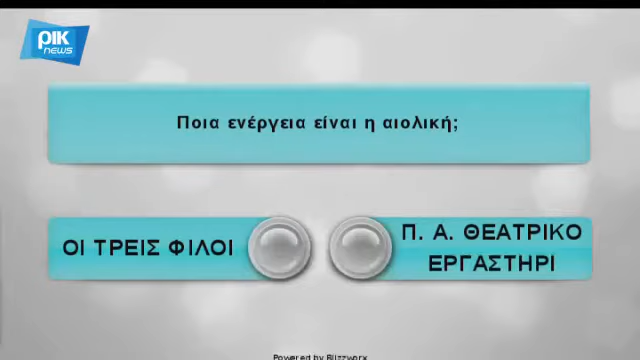 ΡΙΚ
news
Ποια ενέργεια είναι η αιολική;
ΟΙ ΤΡΕΙΣ ΦΙΛΟΙ
Π. Α. ΘΕΑΤΡΙΚΟ
ΕΡΓΑΣΤΗΡΙ
Powered by Blizzworx